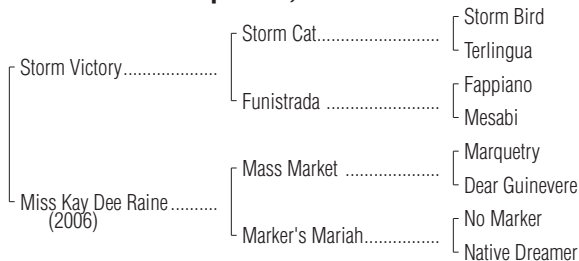 Storm Bird
Storm Cat........................
Terlingua
Storm Victory...................
Fappiano
Funistrada ......................
Mesabi
Marquetry
Mass Market ..................
Dear Guinevere
Miss Kay Dee Raine..........
(2006)
No Marker
Marker's Mariah...............
Native Dreamer